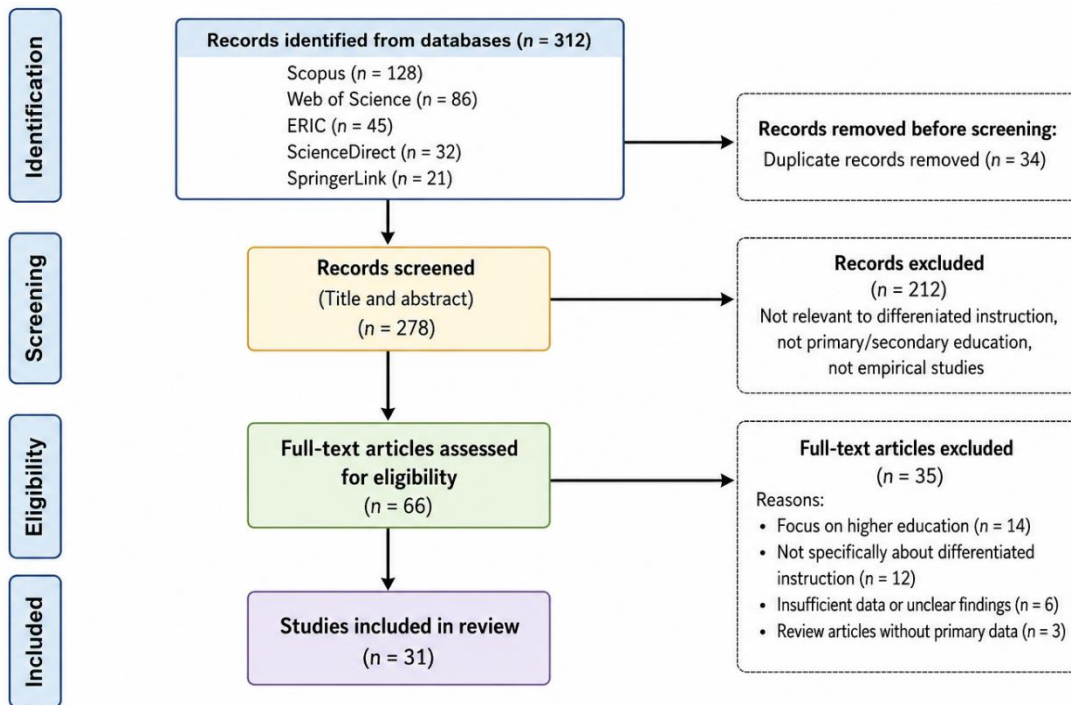 Identification
Records identified from databases (n = 312)
Scopus (n = 128)
Web of Science (n = 86)
ERIC (n = 45)
ScienceDirect (n = 32)
SpringerLink (n = 21)
Records removed before screening:
Duplicate records removed (n = 34)
Screening
Records screened
(Title and abstract)
(n = 278)
Records excluded
(n = 212)
Not relevant to differeniated instruction,
not primary/secondary education,
not empirical studies
Eligibility
Full-text articles assessed
for eligibility
(n = 66)
Full-text articles excluded
(n = 35)
Reasons:
• Focus on higher education (n = 14)
• Not specifically about differentiated
instruction (n = 12)
• Insufficient data or unclear findings (n = 6)
• Review articles without primary data (n = 3)
Included
Studies included in review
(n = 31)